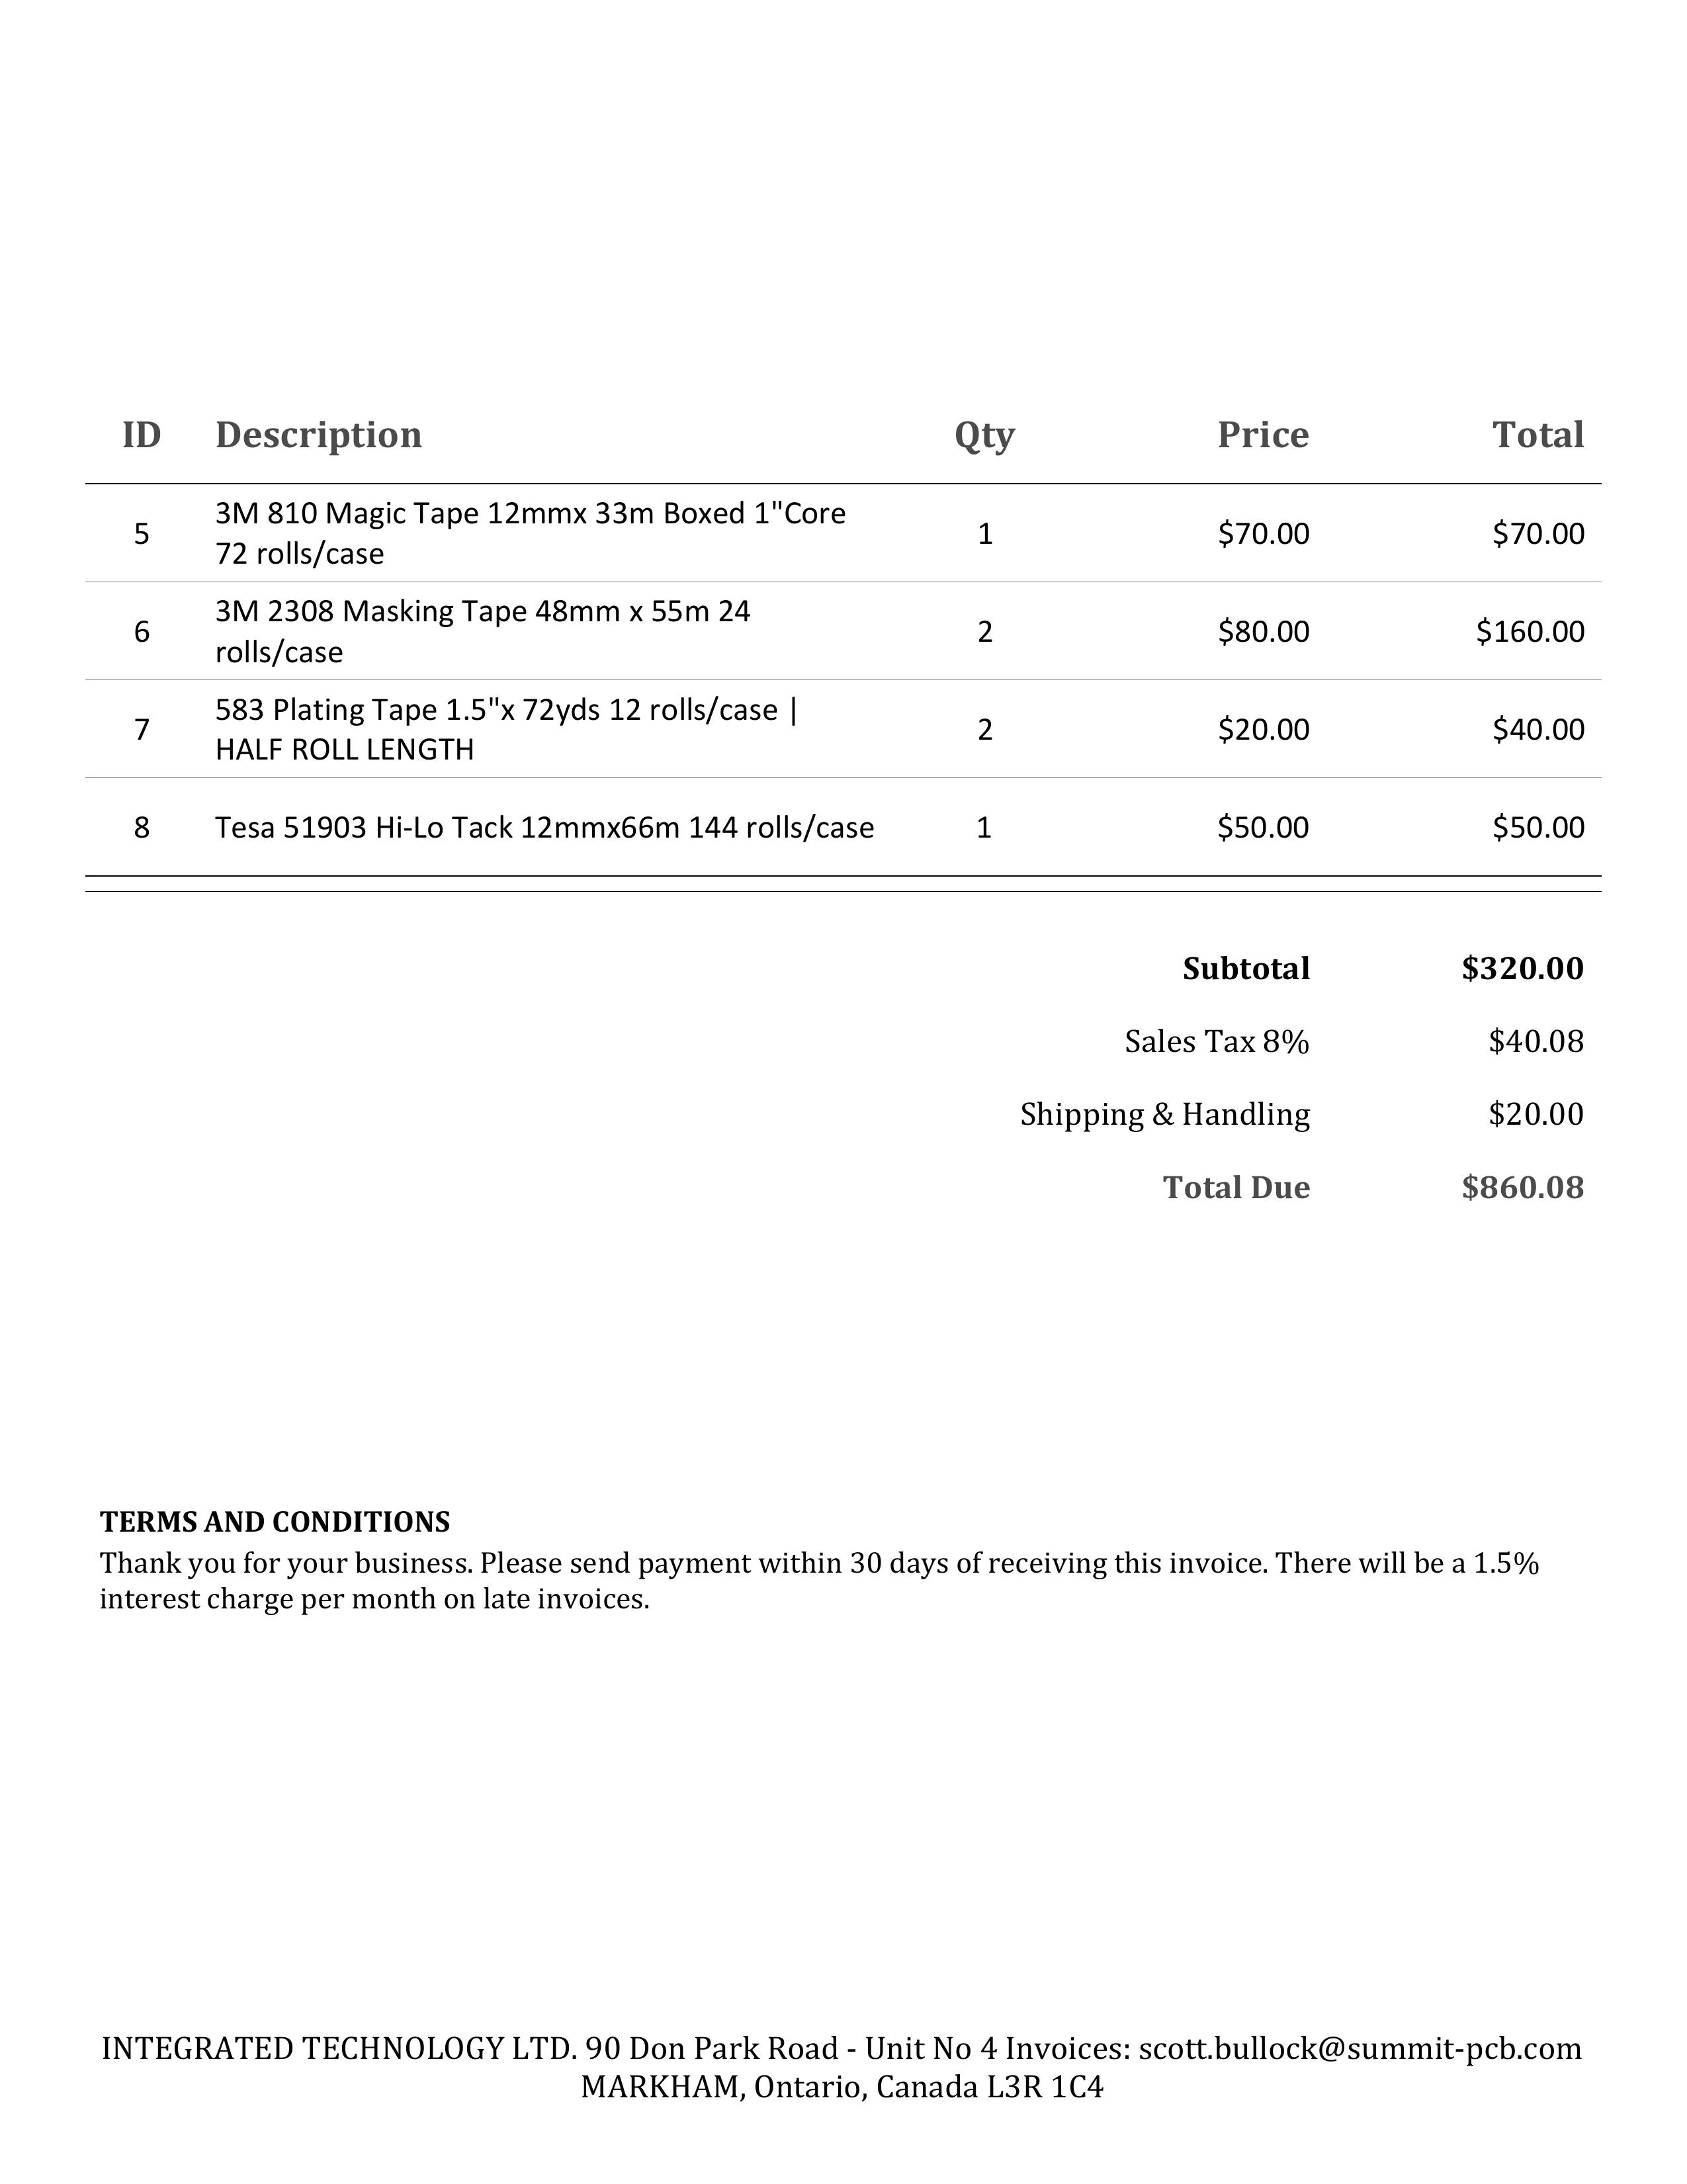 ID Description Qty Price Total
5 3M 810 Magic Tape 12mmx 33m Boxed 1"Core 1 $70.00 $70.00
72 rolls/case
6 3M 2308 Masking Tape 48mm x 55m 24 2 $80.00 $160.00
rolls/case
7 583 Plating Tape 1.5"x 72yds 12 rolls/case | 2 $20.00 $40.00
HALF ROLL LENGTH
8 Tesa 51903 Hi-Lo Tack 12mmx66m 144 rolls/case 1 $50.00 $50.00
Subtotal $320.00
Sales Tax 8% $40.08
Shipping & Handling $20.00
Total Due $860.08
TERMS AND CONDITIONS
Thank you for your business. Please send payment within 30 days of receiving this invoice. There will be a 1.5%
interest charge per month on late invoices.
INTEGRATED TECHNOLOGY LTD. 90 Don Park Road - Unit No 4 Invoices: scott.bullock@summit-pcb.com
MARKHAM, Ontario, Canada L3R 1C4